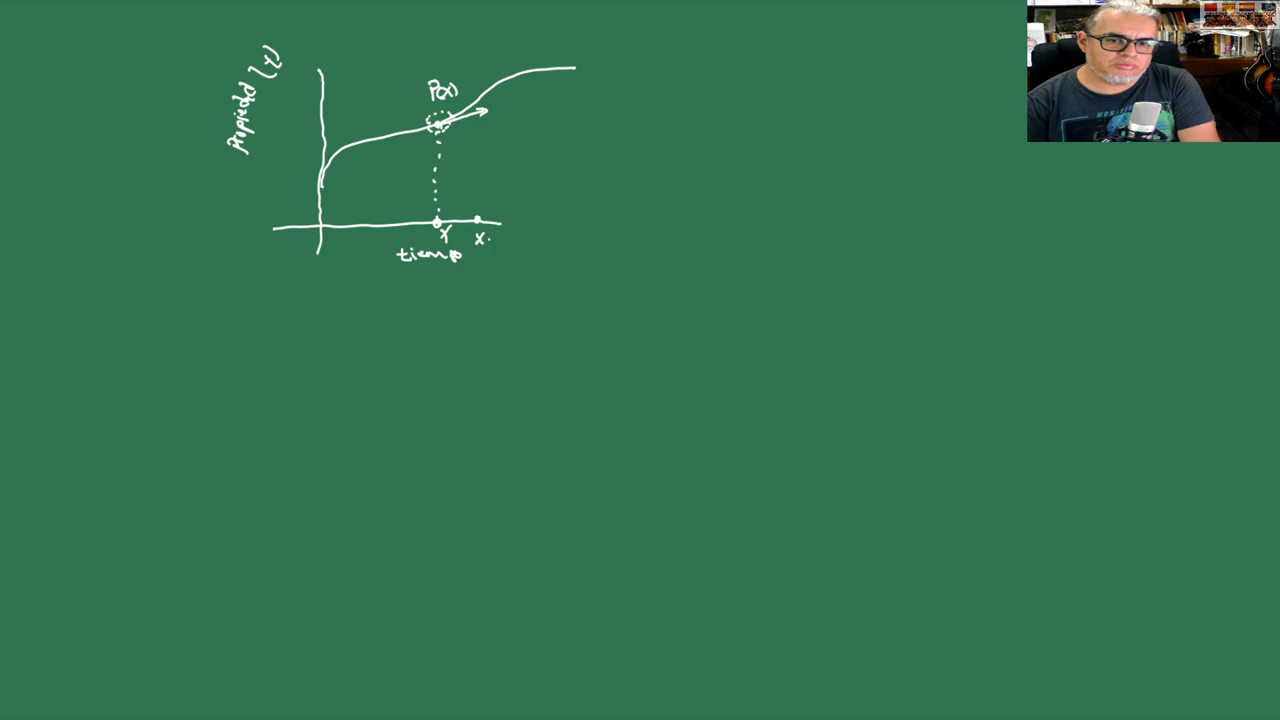 Propiedad (Y)
P(x)
x
x.
tiempo